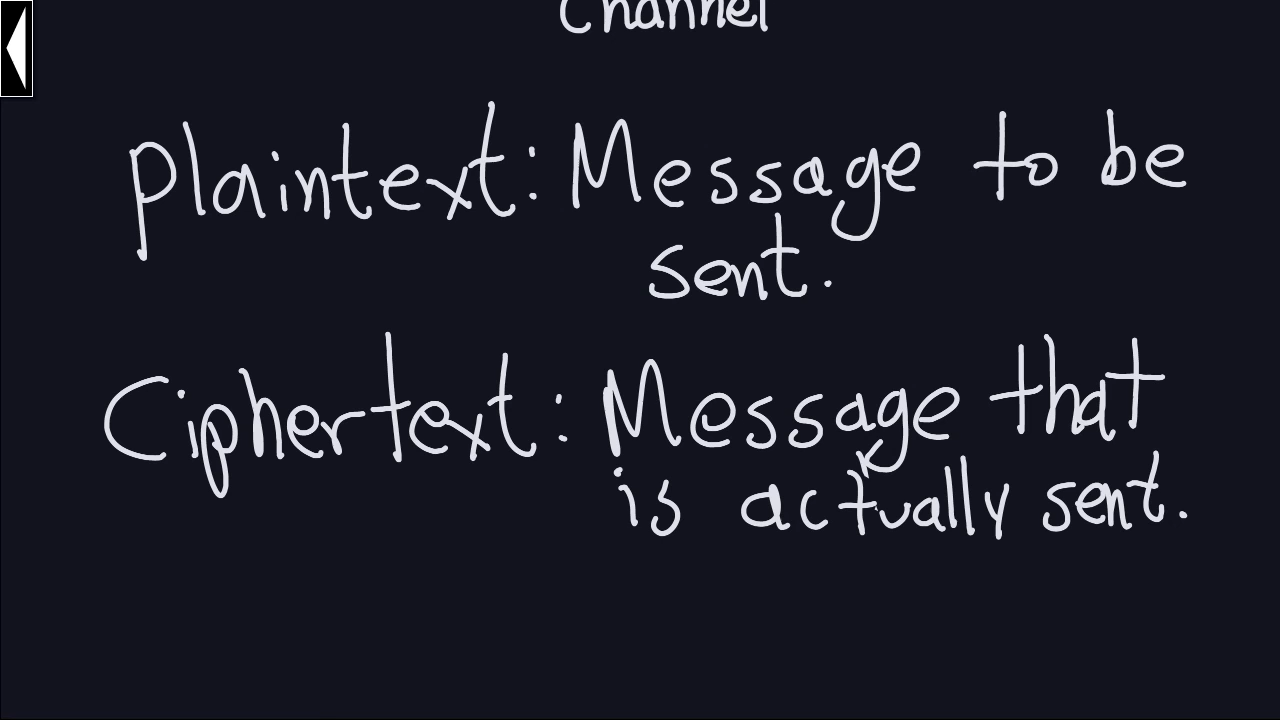 Channel
Plaintext: Message to be
sent.
Ciphertext: Message that
is actually sent.